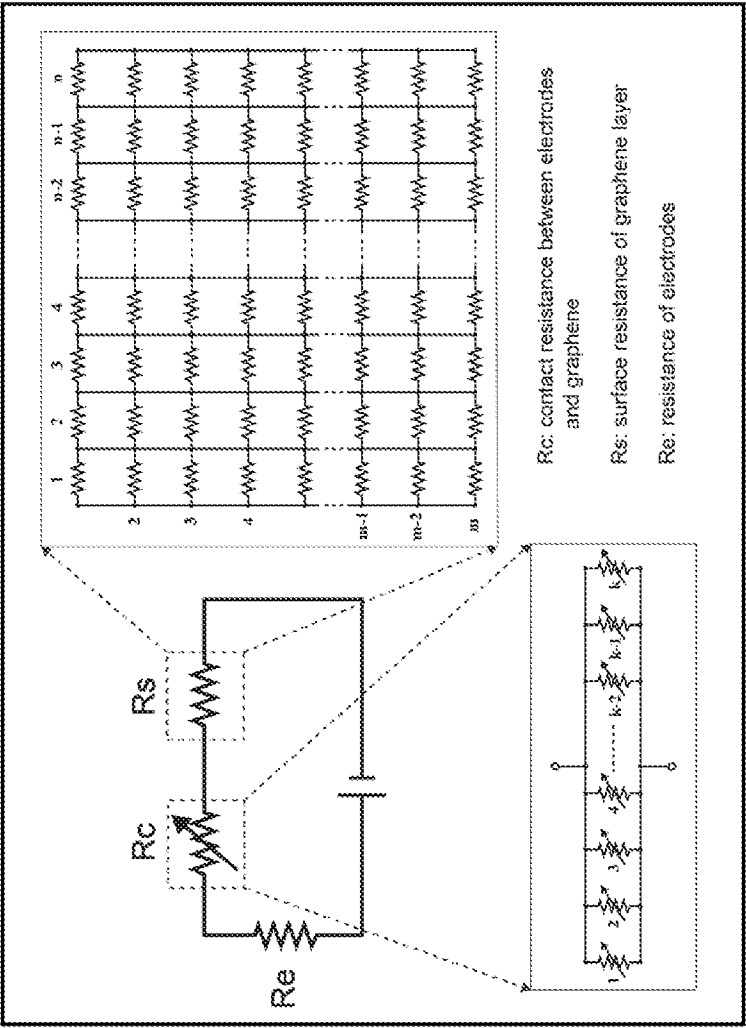 Re
Rc
Rs
1 2 3 4 n-2 n-1 n
2
3
4
m-1
m-2
m
1 2 3 4 k-2 k-1 k
Rc: contact resistance between electrodes
and graphene
Rs: surface resistance of graphene layer
Re: resistance of electrodes